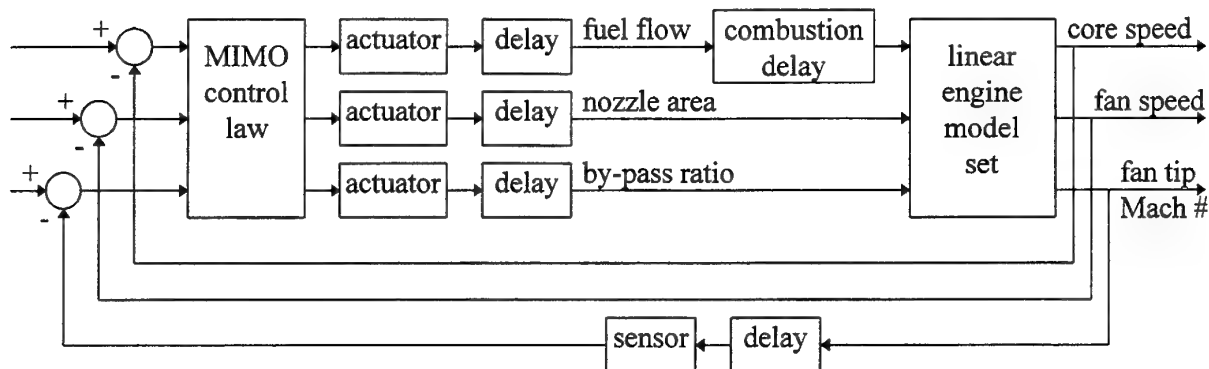 +
-
+
-
+
-
MIMO
control
law
actuator
delay
fuel flow
combustion
delay
linear
engine
model
set
core speed
actuator
delay
nozzle area
fan speed
actuator
delay
by-pass ratio
fan tip
Mach #
sensor
delay